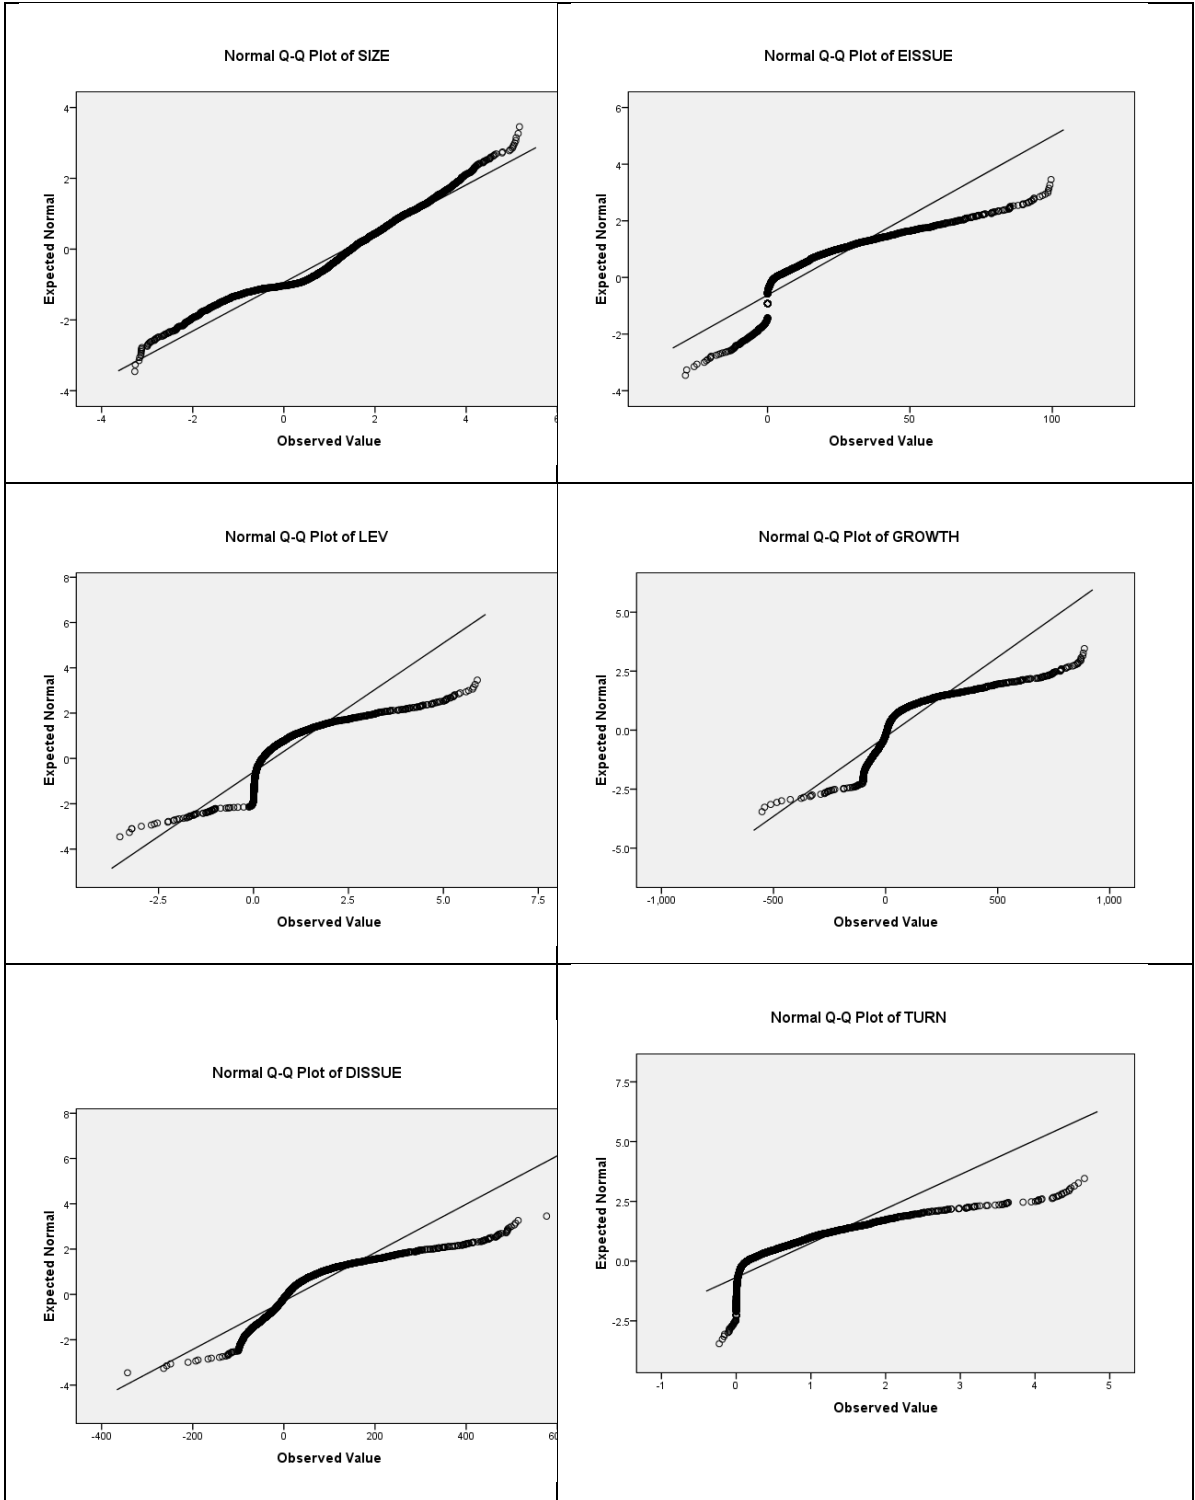 Normal Q-Q Plot of SIZE
4
2
0
-2
-4
Expected Normal
-4 -2 0 2 4 6
Observed Value
Normal Q-Q Plot of EISSUE
6
4
2
0
-2
-4
Expected Normal
0 50 100
Observed Value
Normal Q-Q Plot of LEV
8
6
4
2
0
-2
-4
Expected Normal
-2.5 0.0 2.5 5.0 7.5
Observed Value
Normal Q-Q Plot of GROWTH
5.0
2.5
0.0
-2.5
-5.0
Expected Normal
-1,000 -500 0 500 1,000
Observed Value
Normal Q-Q Plot of DISSUE
8
6
4
2
0
-2
-4
Expected Normal
-400 -200 0 200 400 60
Observed Value
Normal Q-Q Plot of TURN
7.5
5.0
2.5
0.0
-2.5
Expected Normal
-1 0 1 2 3 4 5
Observed Value